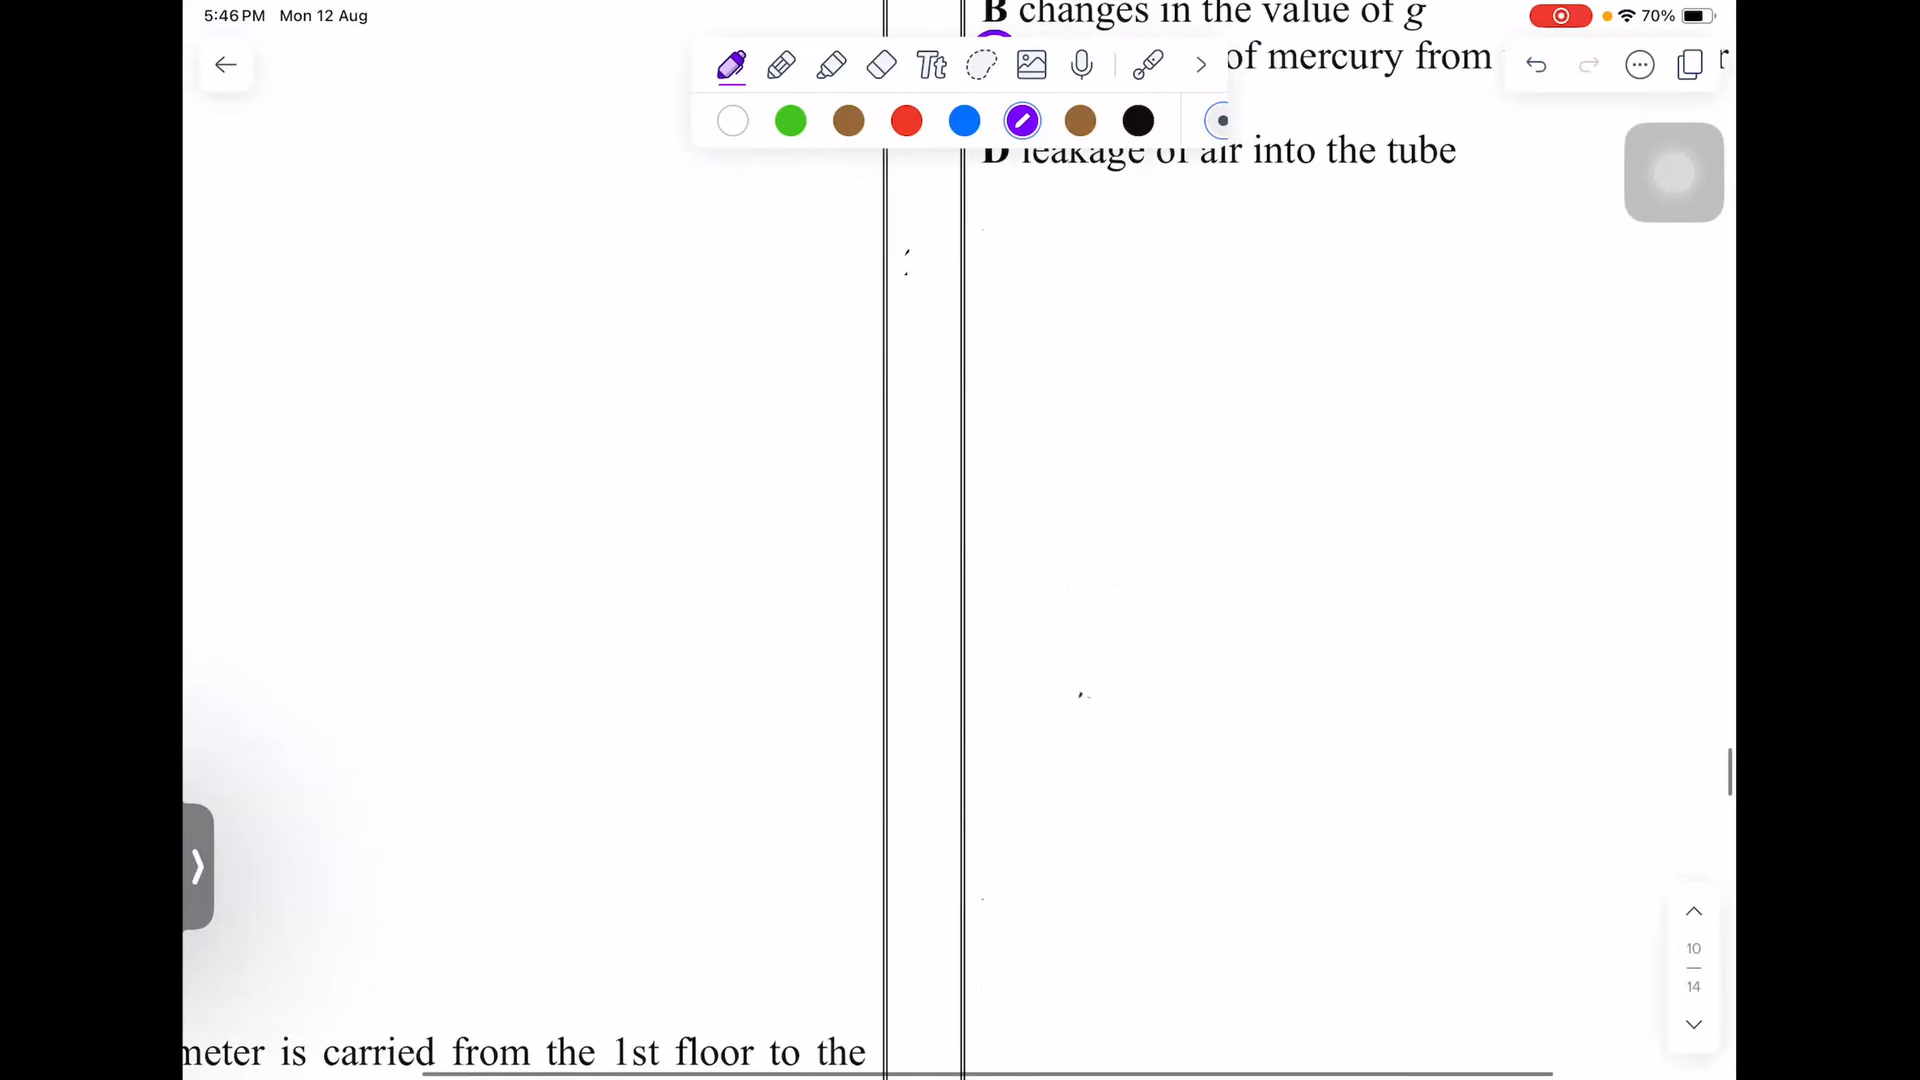 5:46 PM Mon 12 Aug
70%
B changes in the value of g
of mercury from
Tt
D leakage of air into the tube
10
14
meter is carried from the 1st floor to the